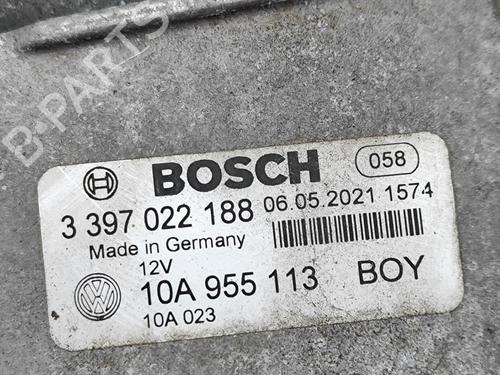 B-PARTS
BOSCH 058
3 397 022 188 06.05.2021 1574
Made in Germany
12V
10A 955 113 BOY
10A 023